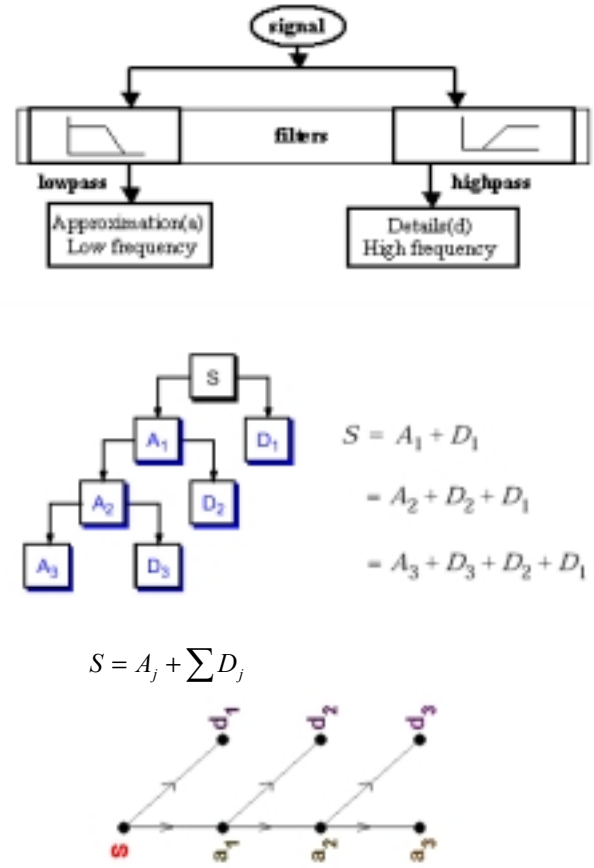 signal
filters
lowpass
highpass
Approximation(a)
Low frequency
Details(d)
High frequency
S
A₁
D₁
A₂
D₂
A₃
D₃
S = A₁ + D₁
= A₂ + D₂ + D₁
= A₃ + D₃ + D₂ + D₁
S = Aⱼ + ∑ Dⱼ
d₁
d₂
d₃
s
a₁
a₂
a₃